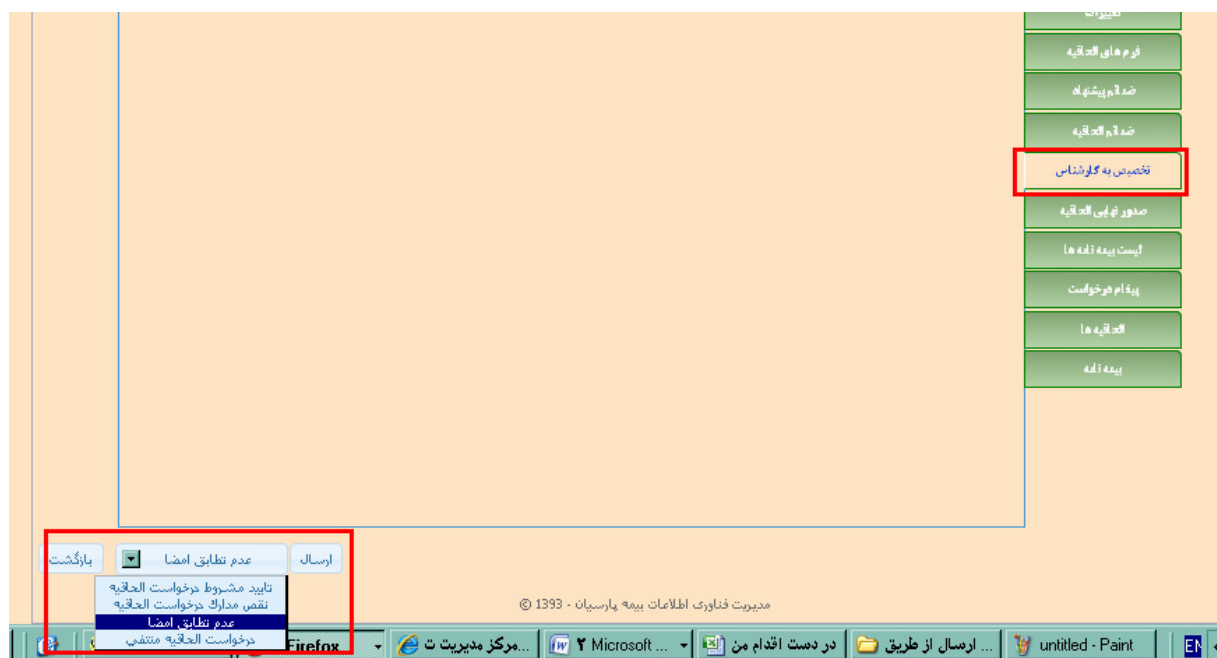 تغییرات
فرم های الحاقیه
ضمائم پیشنهاد
ضمائم الحاقیه
تخصیص به کارشناس
صدور نهایی الحاقیه
لیست بیمه نامه ها
پیغام درخواست
الحاقیه ها
بیمه نامه
ارسال
عدم تطابق امضا
بازگشت
تایید مشروط درخواست الحاقیه
نقص مدارك درخواست الحاقیه
عدم تطابق امضا
درخواست الحاقیه منتفی
مدیریت فناوری اطلاعات بیمه پارسیان - 1393 ©
Firefox
مرکز مدیریت ت...
۲ Microsoft ...
در دست اقدام من
ارسال از طریق ...
untitled - Paint
EN